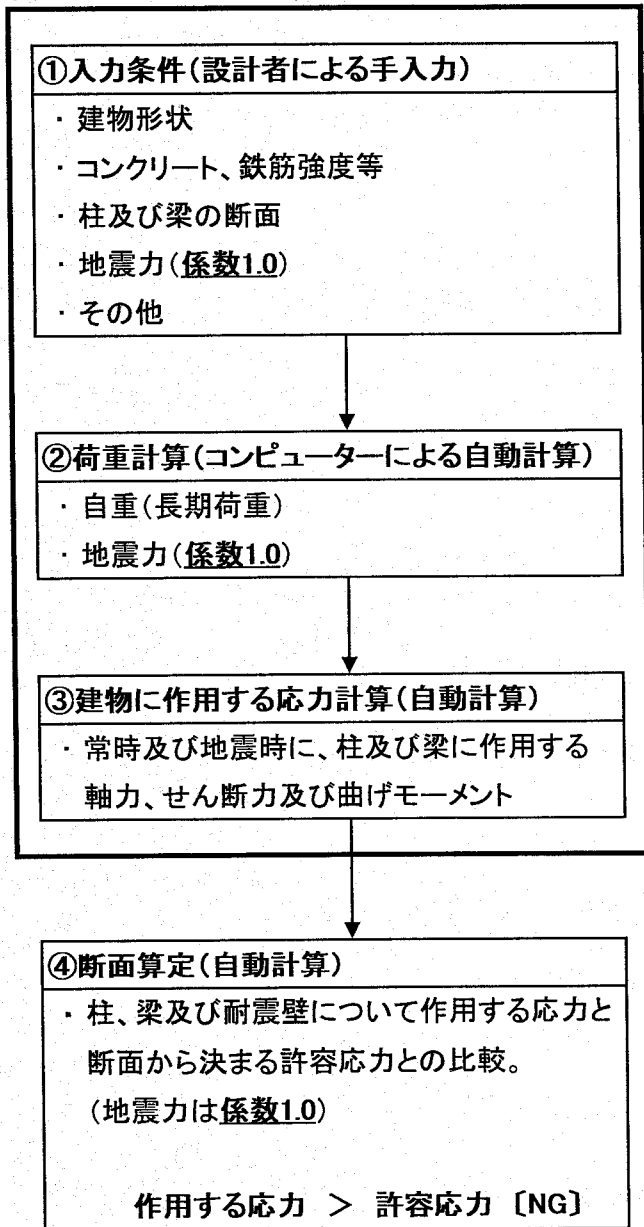 ①入力条件(設計者による手入力)
・建物形状
・コンクリート、鉄筋強度等
・柱及び梁の断面
・地震力(係数1.0)
・その他
②荷重計算(コンピューターによる自動計算)
・自重(長期荷重)
・地震力(係数1.0)
③建物に作用する応力計算(自動計算)
・常時及び地震時に、柱及び梁に作用する
軸力、せん断力及び曲げモーメント
④断面算定(自動計算)
・柱、梁及び耐震壁について作用する応力と
断面から決まる許容応力との比較。
(地震力は係数1.0)
作用する応力 > 許容応力〔NG〕